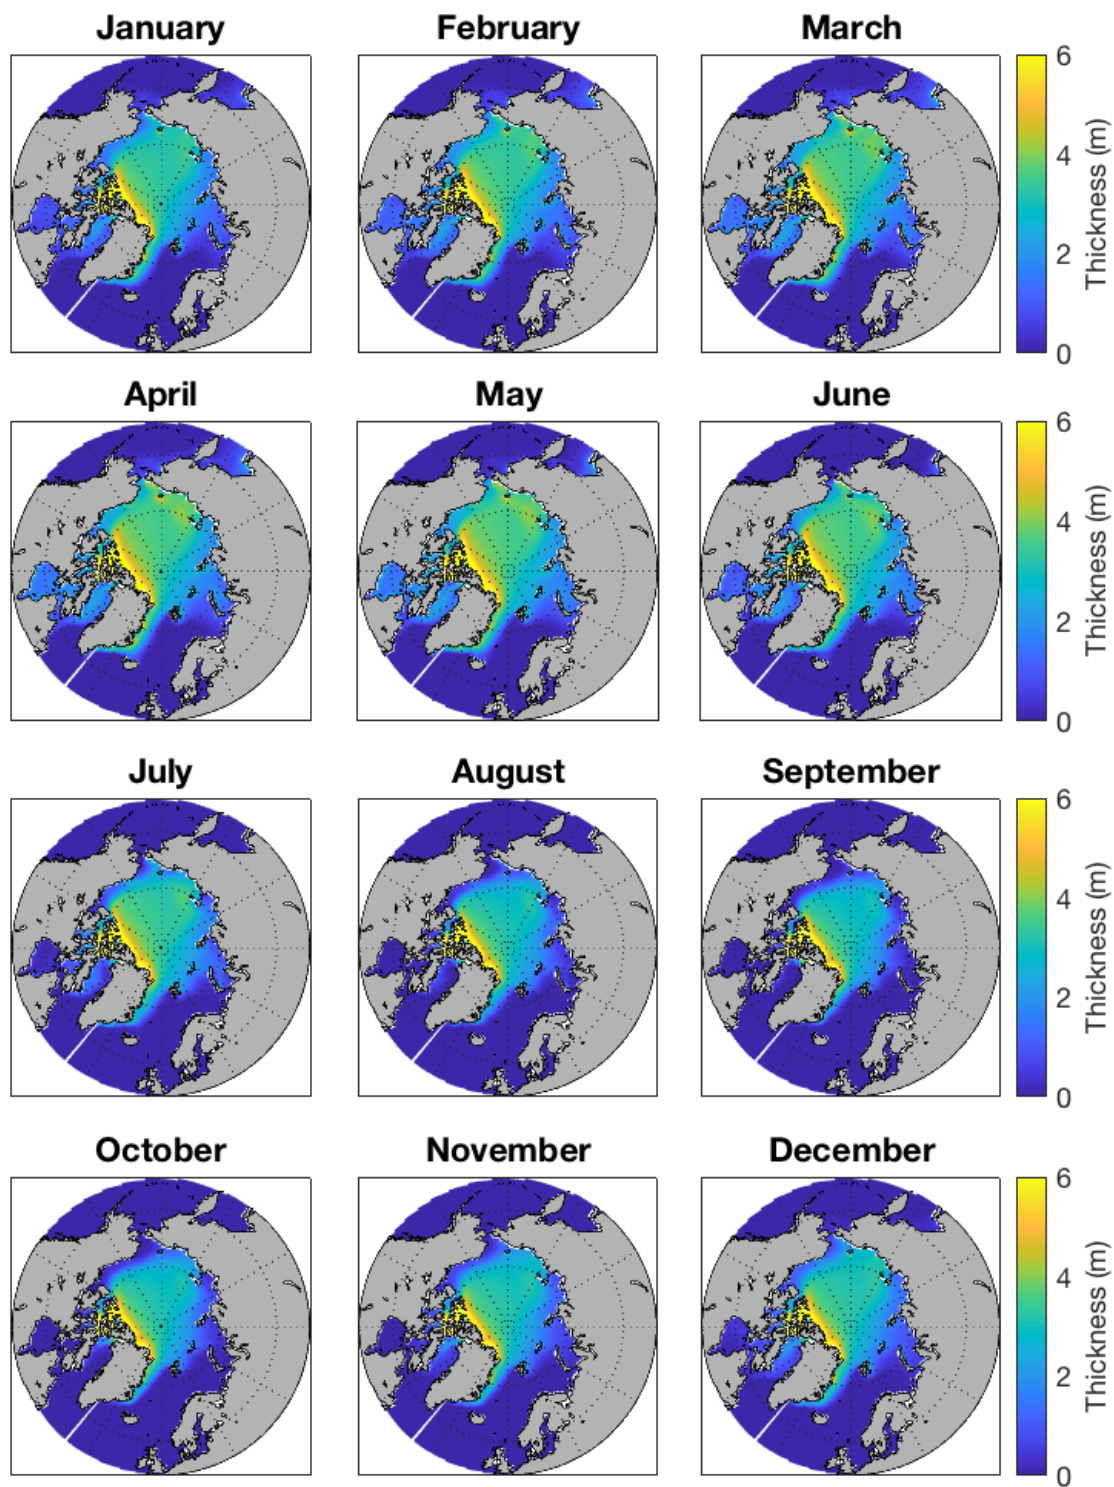 January February March
6
4
2
0
Thickness (m)
April May June
6
4
2
0
Thickness (m)
July August September
6
4
2
0
Thickness (m)
October November December
6
4
2
0
Thickness (m)